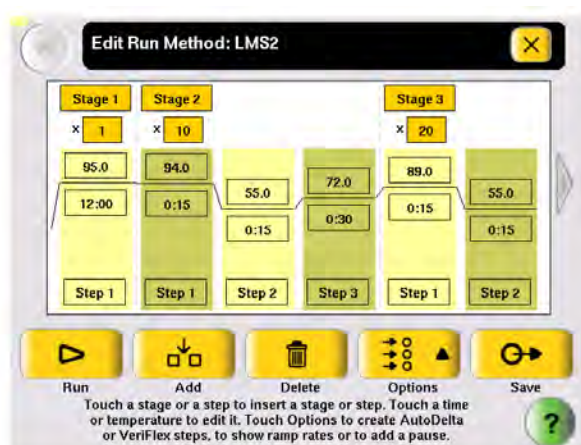 Edit Run Method: LMS2
Stage 1 Stage 2 Stage 3
x 1 x 10 x 20
95.0 94.0 55.0 72.0 89.0 55.0
12:00 0:15 0:15 0:30 0:15 0:15
Step 1 Step 1 Step 2 Step 3 Step 1 Step 2
Run Add Delete Options Save
Touch a stage or a step to insert a stage or step. Touch a time
or temperature to edit it. Touch Options to create AutoDelta
or VeriFlex steps, to show ramp rates or to add a pause.
?